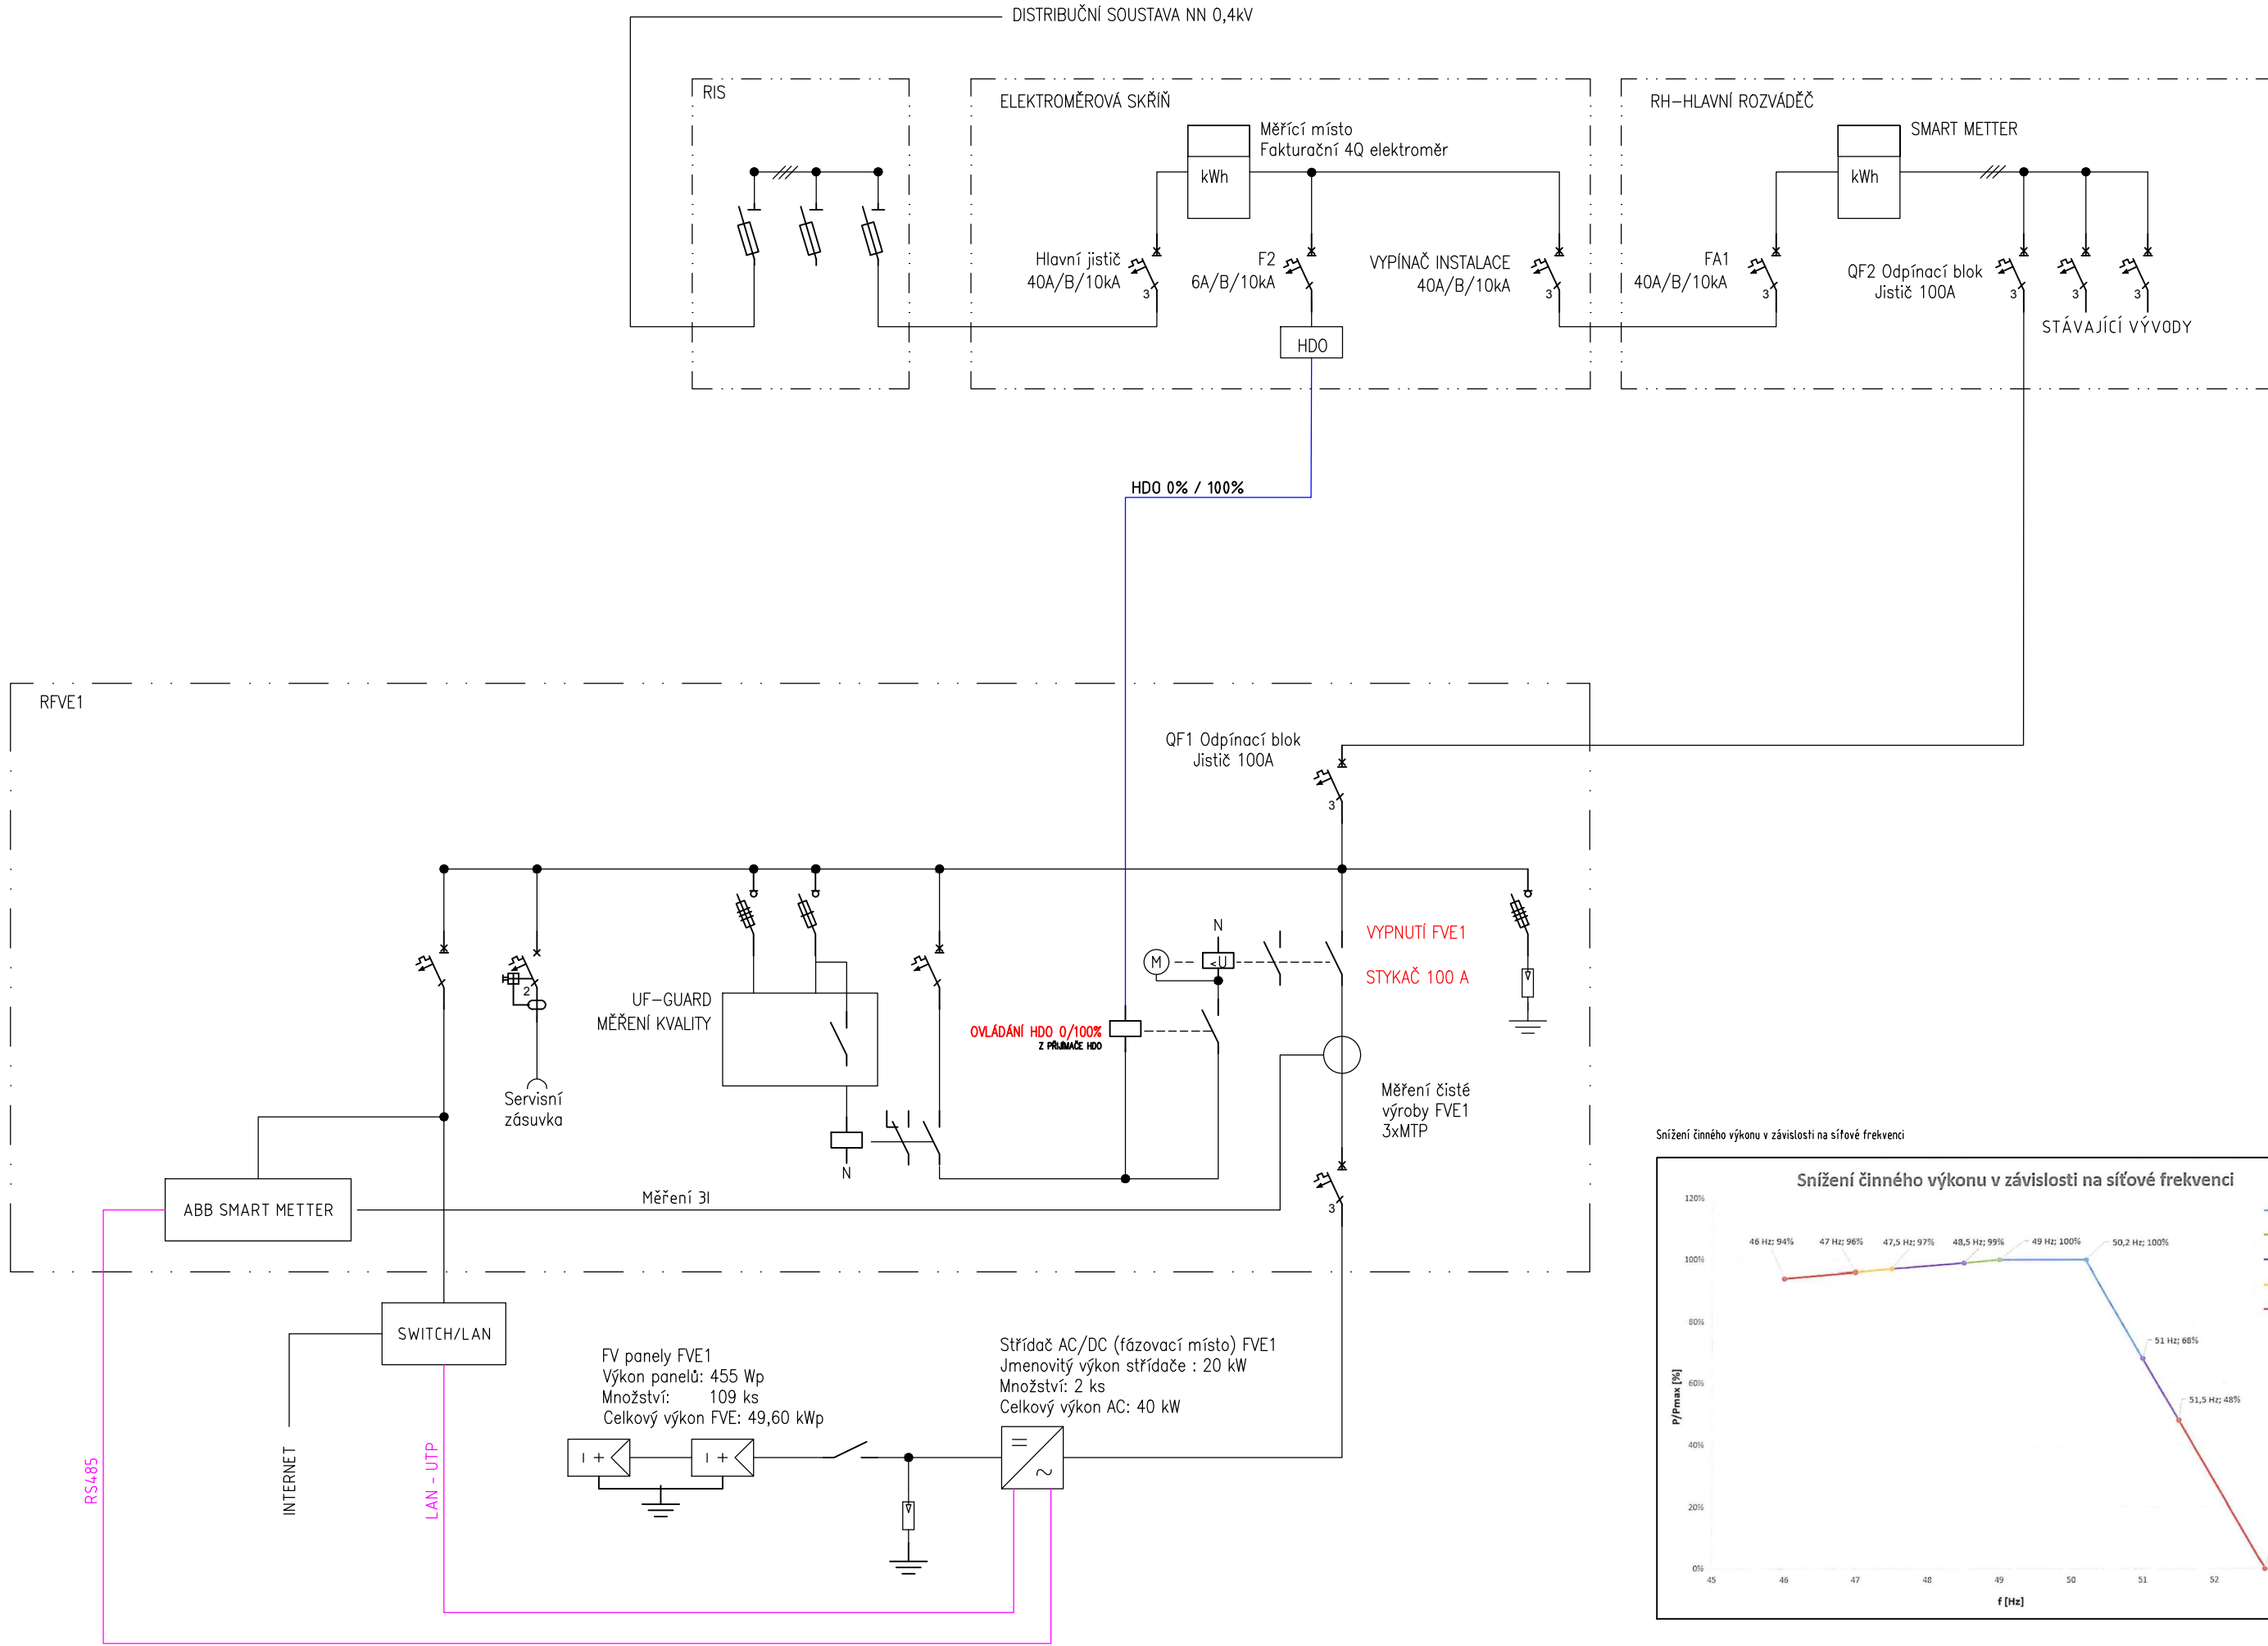 DISTRIBUČNÍ SOUSTAVA NN 0,4kV
RIS
ELEKTROMĚROVÁ SKŘÍŇ
Měřící místo
Fakturační 4Q elektroměr
kWh
Hlavní jistič
40A/B/10kA
3
F2
6A/B/10kA
HDO
VYPÍNAČ INSTALACE
40A/B/10kA
3
RH-HLAVNÍ ROZVÁDĚČ
SMART METTER
kWh
FA1
40A/B/10kA
3
QF2 Odpínací blok
Jistič 100A
3
3
3
STÁVAJÍCÍ VÝVODY
HDO 0% / 100%
RFVE1
QF1 Odpínací blok
Jistič 100A
3
2
Servisní
zásuvka
UF-GUARD
MĚŘENÍ KVALITY
N
N
M
<U
VYPNUTÍ FVE1
STYKAČ 100 A
OVLÁDÁNÍ HDO 0/100%
Z PŘIJÍMAČE HDO
Měření čisté
výroby FVE1
3xMTP
3
Měření 3I
ABB SMART METTER
SWITCH/LAN
INTERNET
RS485
LAN - UTP
FV panely FVE1
Výkon panelů: 455 Wp
Množství: 109 ks
Celkový výkon FVE: 49,60 kWp
Střídač AC/DC (fázovací místo) FVE1
Jmenovitý výkon střídače : 20 kW
Množství: 2 ks
Celkový výkon AC: 40 kW
Snížení činného výkonu v závislosti na síťové frekvenci
Snížení činného výkonu v závislosti na síťové frekvenci
120%
100%
80%
60%
40%
20%
0%
P/Pmax [%]
46 Hz; 94%
47 Hz; 96%
47,5 Hz; 97%
48,5 Hz; 99%
49 Hz; 100%
50,2 Hz; 100%
51 Hz; 68%
51,5 Hz; 48%
45
46
47
48
49
50
51
52
f [Hz]